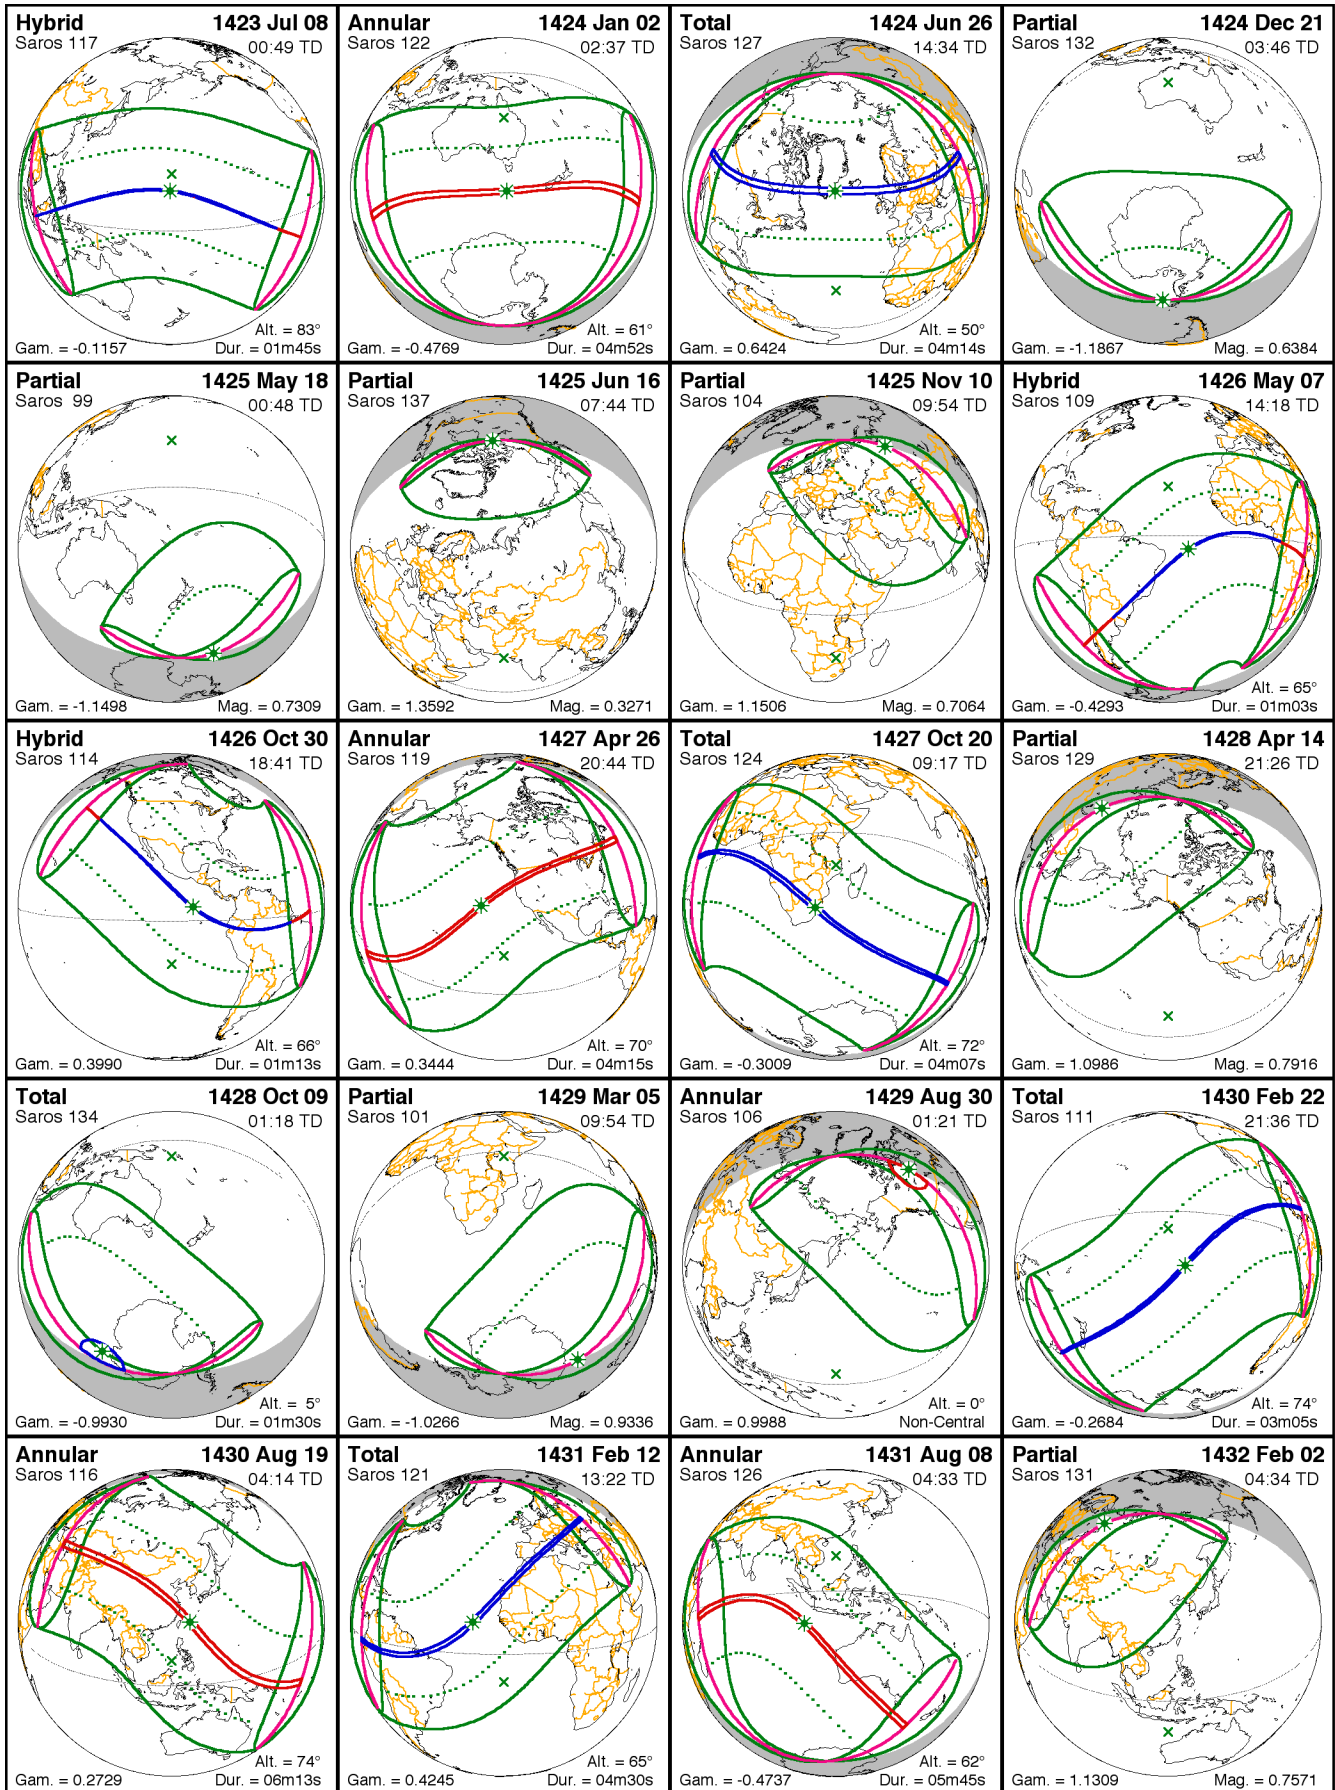 Hybrid 1423 Jul 08
Saros 117 00:49 TD
Alt. = 83°
Gam. = -0.1157 Dur. = 01m45s
Annular 1424 Jan 02
Saros 122 02:37 TD
Alt. = 61°
Gam. = -0.4769 Dur. = 04m52s
Total 1424 Jun 26
Saros 127 14:34 TD
Alt. = 50°
Gam. = 0.6424 Dur. = 04m14s
Partial 1424 Dec 21
Saros 132 03:46 TD
Gam. = -1.1867 Mag. = 0.6384
Partial 1425 May 18
Saros 99 00:48 TD
Gam. = -1.1498 Mag. = 0.7309
Partial 1425 Jun 16
Saros 137 07:44 TD
Gam. = 1.3592 Mag. = 0.3271
Partial 1425 Nov 10
Saros 104 09:54 TD
Gam. = 1.1506 Mag. = 0.7064
Hybrid 1426 May 07
Saros 109 14:18 TD
Alt. = 65°
Gam. = -0.4293 Dur. = 01m03s
Hybrid 1426 Oct 30
Saros 114 18:41 TD
Alt. = 66°
Gam. = 0.3990 Dur. = 01m13s
Annular 1427 Apr 26
Saros 119 20:44 TD
Alt. = 70°
Gam. = 0.3444 Dur. = 04m15s
Total 1427 Oct 20
Saros 124 09:17 TD
Alt. = 72°
Gam. = -0.3009 Dur. = 04m07s
Partial 1428 Apr 14
Saros 129 21:26 TD
Gam. = 1.0986 Mag. = 0.7916
Total 1428 Oct 09
Saros 134 01:18 TD
Alt. = 5°
Gam. = -0.9930 Dur. = 01m30s
Partial 1429 Mar 05
Saros 101 09:54 TD
Gam. = -1.0266 Mag. = 0.9336
Annular 1429 Aug 30
Saros 106 01:21 TD
Alt. = 0°
Gam. = 0.9988 Non-Central
Total 1430 Feb 22
Saros 111 21:36 TD
Alt. = 74°
Gam. = -0.2684 Dur. = 03m05s
Annular 1430 Aug 19
Saros 116 04:14 TD
Alt. = 74°
Gam. = 0.2729 Dur. = 06m13s
Total 1431 Feb 12
Saros 121 13:22 TD
Alt. = 65°
Gam. = 0.4245 Dur. = 04m30s
Annular 1431 Aug 08
Saros 126 04:33 TD
Alt. = 62°
Gam. = -0.4737 Dur. = 05m45s
Partial 1432 Feb 02
Saros 131 04:34 TD
Gam. = 1.1309 Mag. = 0.7571